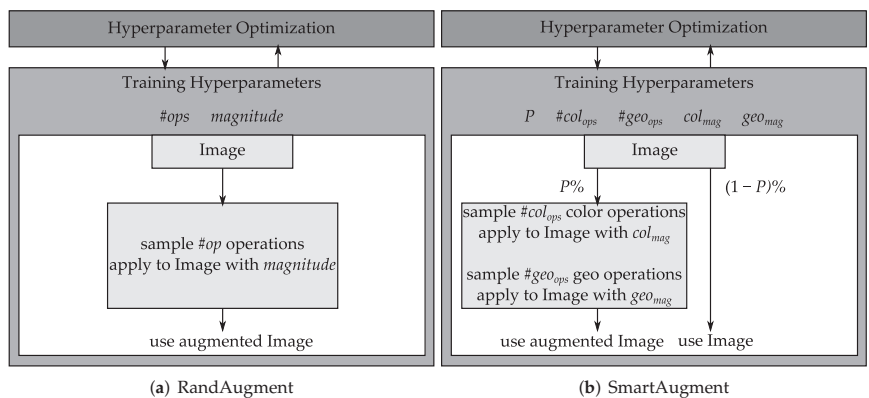 Hyperparameter Optimization
Training Hyperparameters
#ops magnitude
Image
sample #op operations
apply to Image with magnitude
use augmented Image
(a) RandAugment
Hyperparameter Optimization
Training Hyperparameters
P #col_ops #geo_ops col_mag geo_mag
Image
P% (1 − P)%
sample #col_ops color operations
apply to Image with col_mag
sample #geo_ops geo operations
apply to Image with geo_mag
use augmented Image use Image
(b) SmartAugment